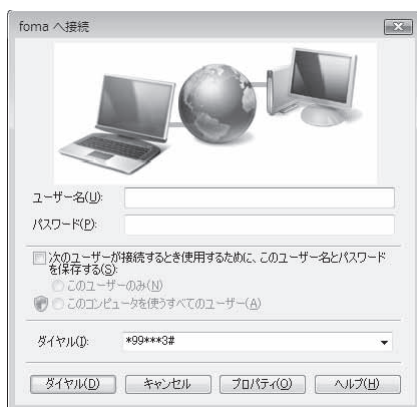 foma へ接続
ユーザー名(U):
パスワード(P):
次のユーザーが接続するとき使用するために、このユーザー名とパスワード
を保存する(S):
このユーザーのみ(N)
このコンピュータを使うすべてのユーザー(A)
ダイヤル(I): *99***3#
ダイヤル(D) キャンセル プロパティ(O) ヘルプ(H)